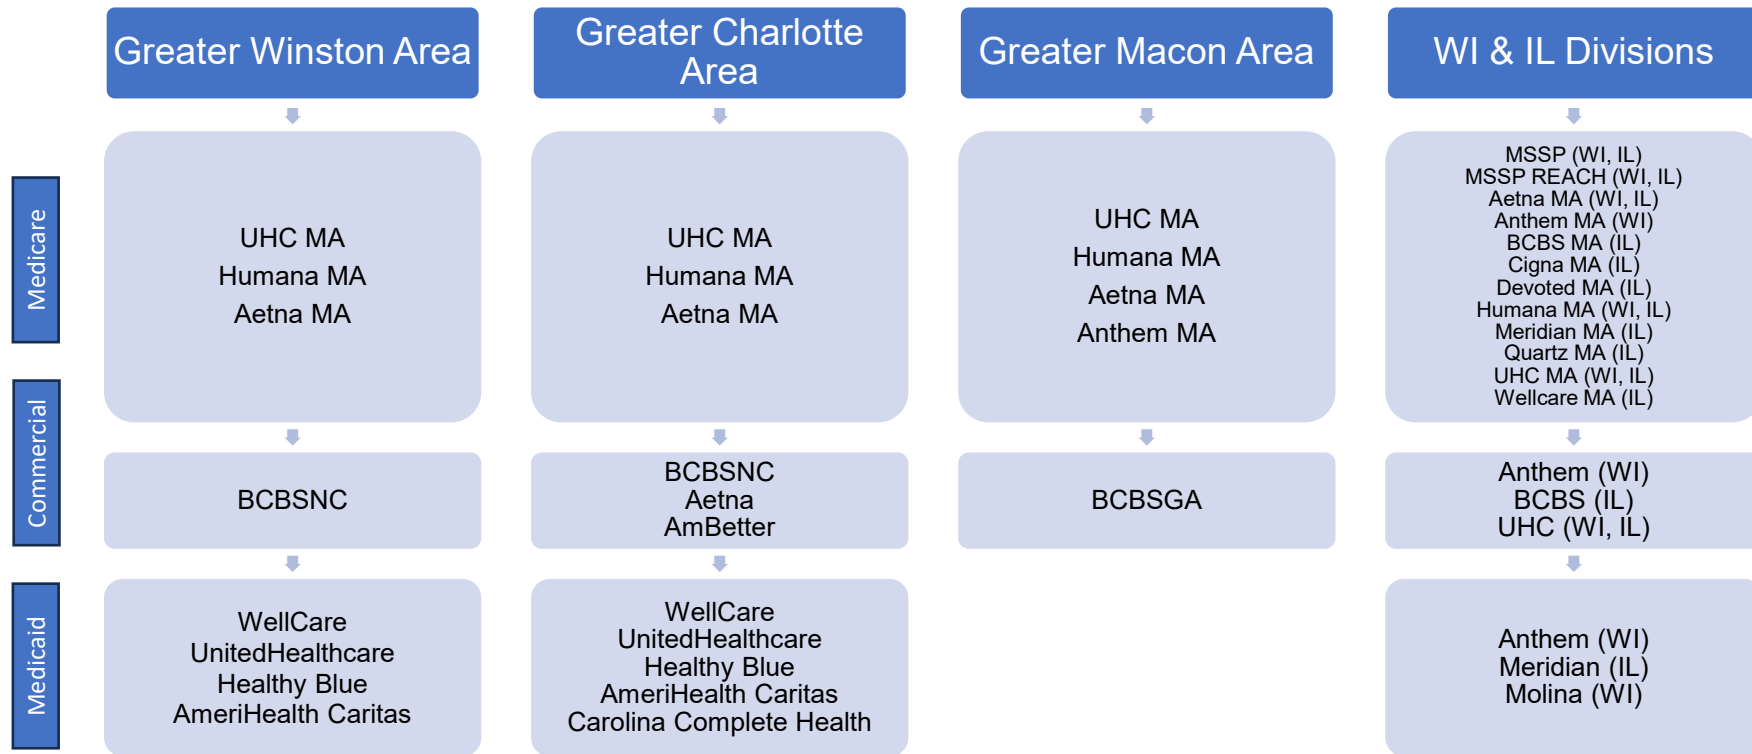 Greater Winston Area
Greater Charlotte
Area
Greater Macon Area
WI & IL Divisions
Medicare
UHC MA
Humana MA
Aetna MA
UHC MA
Humana MA
Aetna MA
UHC MA
Humana MA
Aetna MA
Anthem MA
MSSP (WI, IL)
MSSP REACH (WI, IL)
Aetna MA (WI, IL)
Anthem MA (WI)
BCBS MA (IL)
Cigna MA (IL)
Devoted MA (IL)
Humana MA (WI, IL)
Meridian MA (IL)
Quartz MA (IL)
UHC MA (WI, IL)
Wellcare MA (IL)
Commercial
BCBSNC
BCBSNC
Aetna
AmBetter
BCBSGA
Anthem (WI)
BCBS (IL)
UHC (WI, IL)
Medicaid
WellCare
UnitedHealthcare
Healthy Blue
AmeriHealth Caritas
WellCare
UnitedHealthcare
Healthy Blue
AmeriHealth Caritas
Carolina Complete Health
Anthem (WI)
Meridian (IL)
Molina (WI)